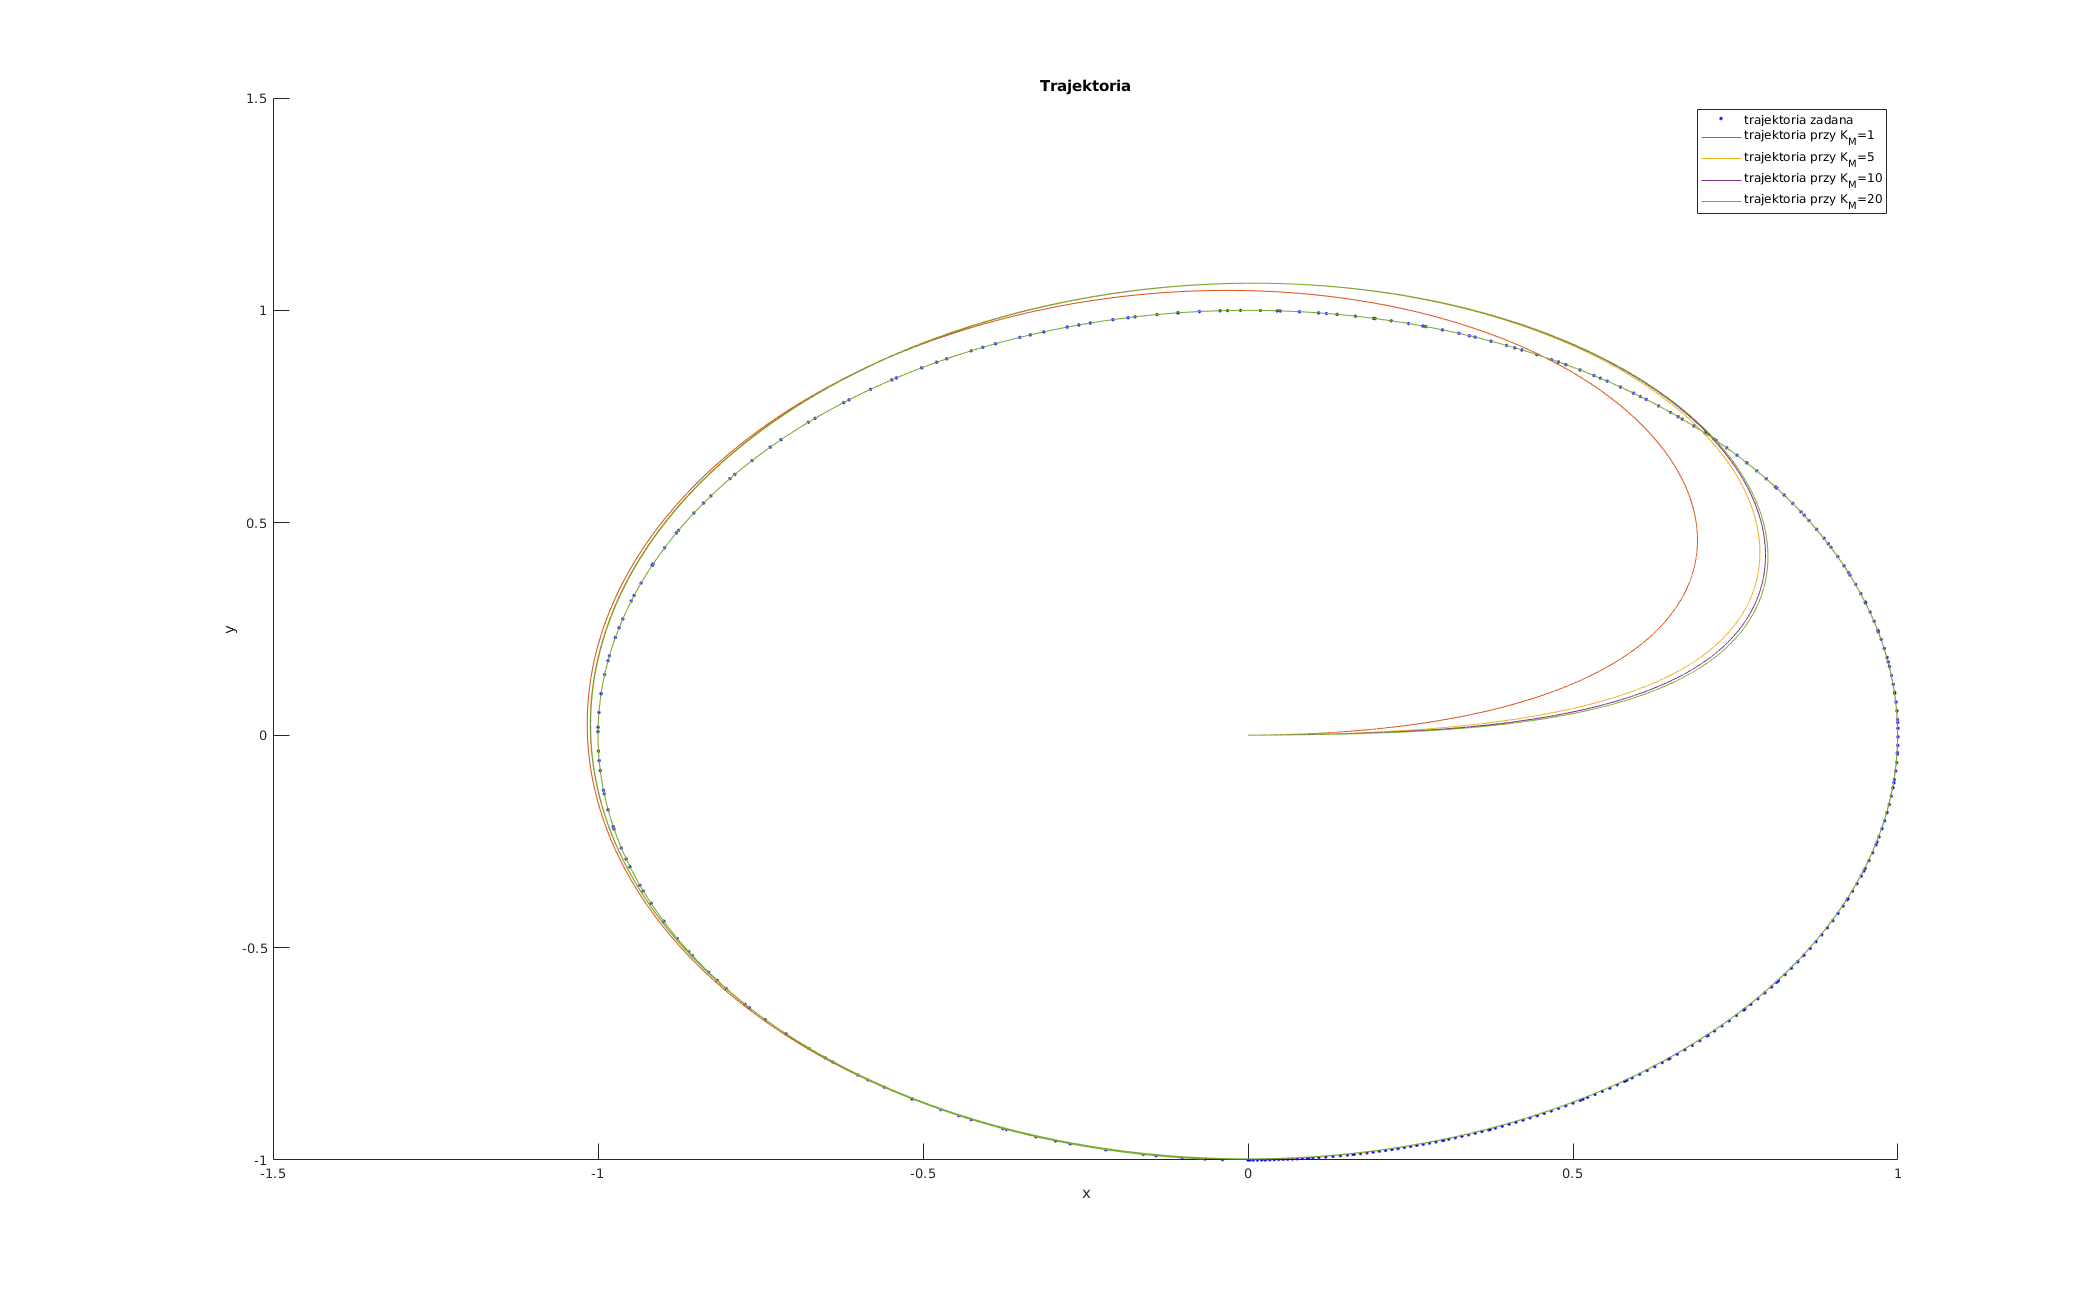 Trajektoria
1.5
trajektoria zadana
trajektoria przy K_M=1
trajektoria przy K_M=5
trajektoria przy K_M=10
trajektoria przy K_M=20
1
0.5
y
0
-0.5
-1
-1.5
-1
-0.5
0
0.5
1
x